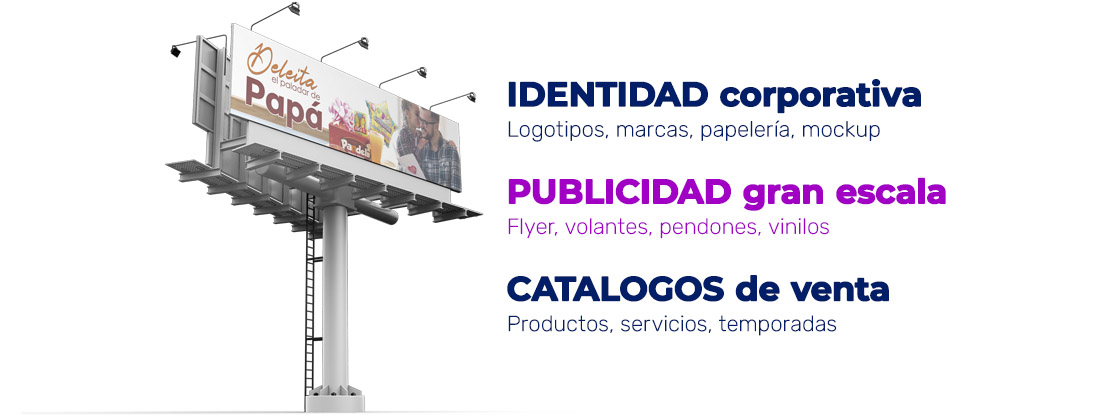 Deleita
el paladar de
Papá
IDENTIDAD corporativa
Logotipos, marcas, papelería, mockup
PUBLICIDAD gran escala
Flyer, volantes, pendones, vinilos
CATALOGOS de venta
Productos, servicios, temporadas